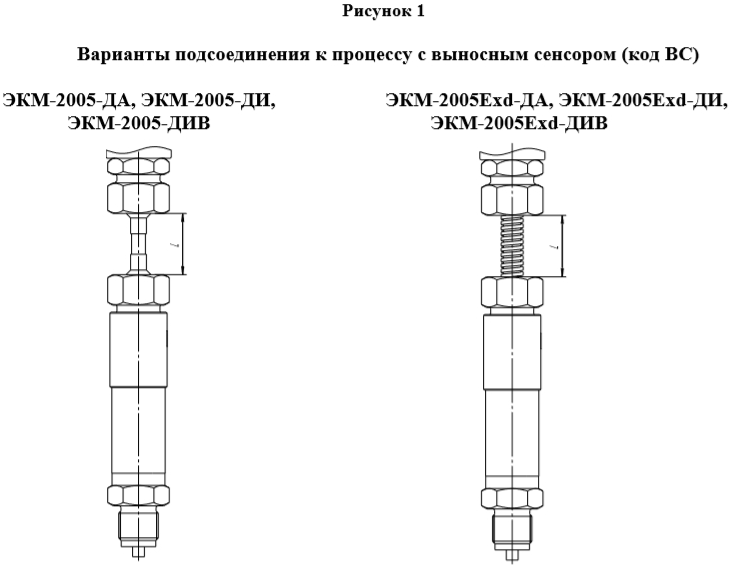 Рисунок 1
Варианты подсоединения к процессу с выносным сенсором (код ВС)
ЭКМ-2005-ДА, ЭКМ-2005-ДИ,
ЭКМ-2005-ДИВ
ЭКМ-2005Exd-ДА, ЭКМ-2005Exd-ДИ,
ЭКМ-2005Exd-ДИВ
l
l